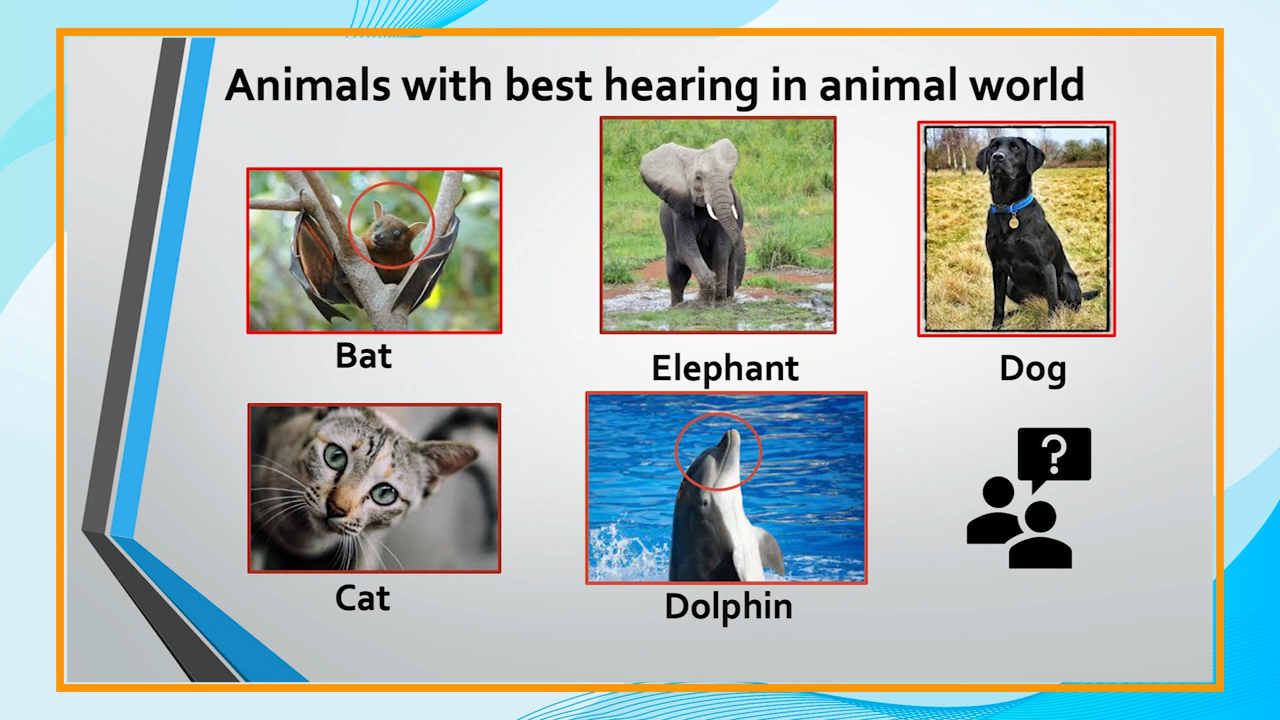 Animals with best hearing in animal world
Bat
Elephant
Dog
Cat
Dolphin
?